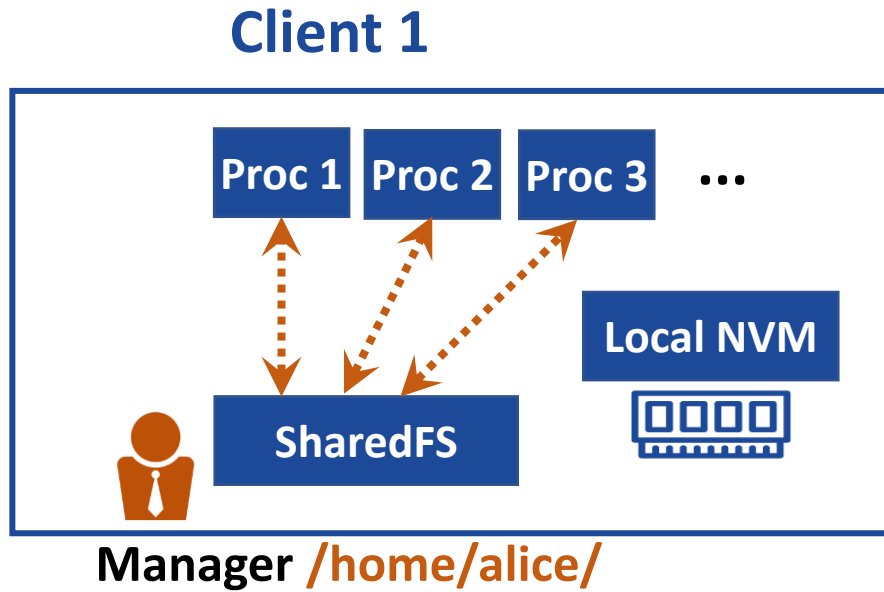 Client 1
Proc 1 Proc 2 Proc 3 ...
Local NVM
SharedFS
Manager /home/alice/